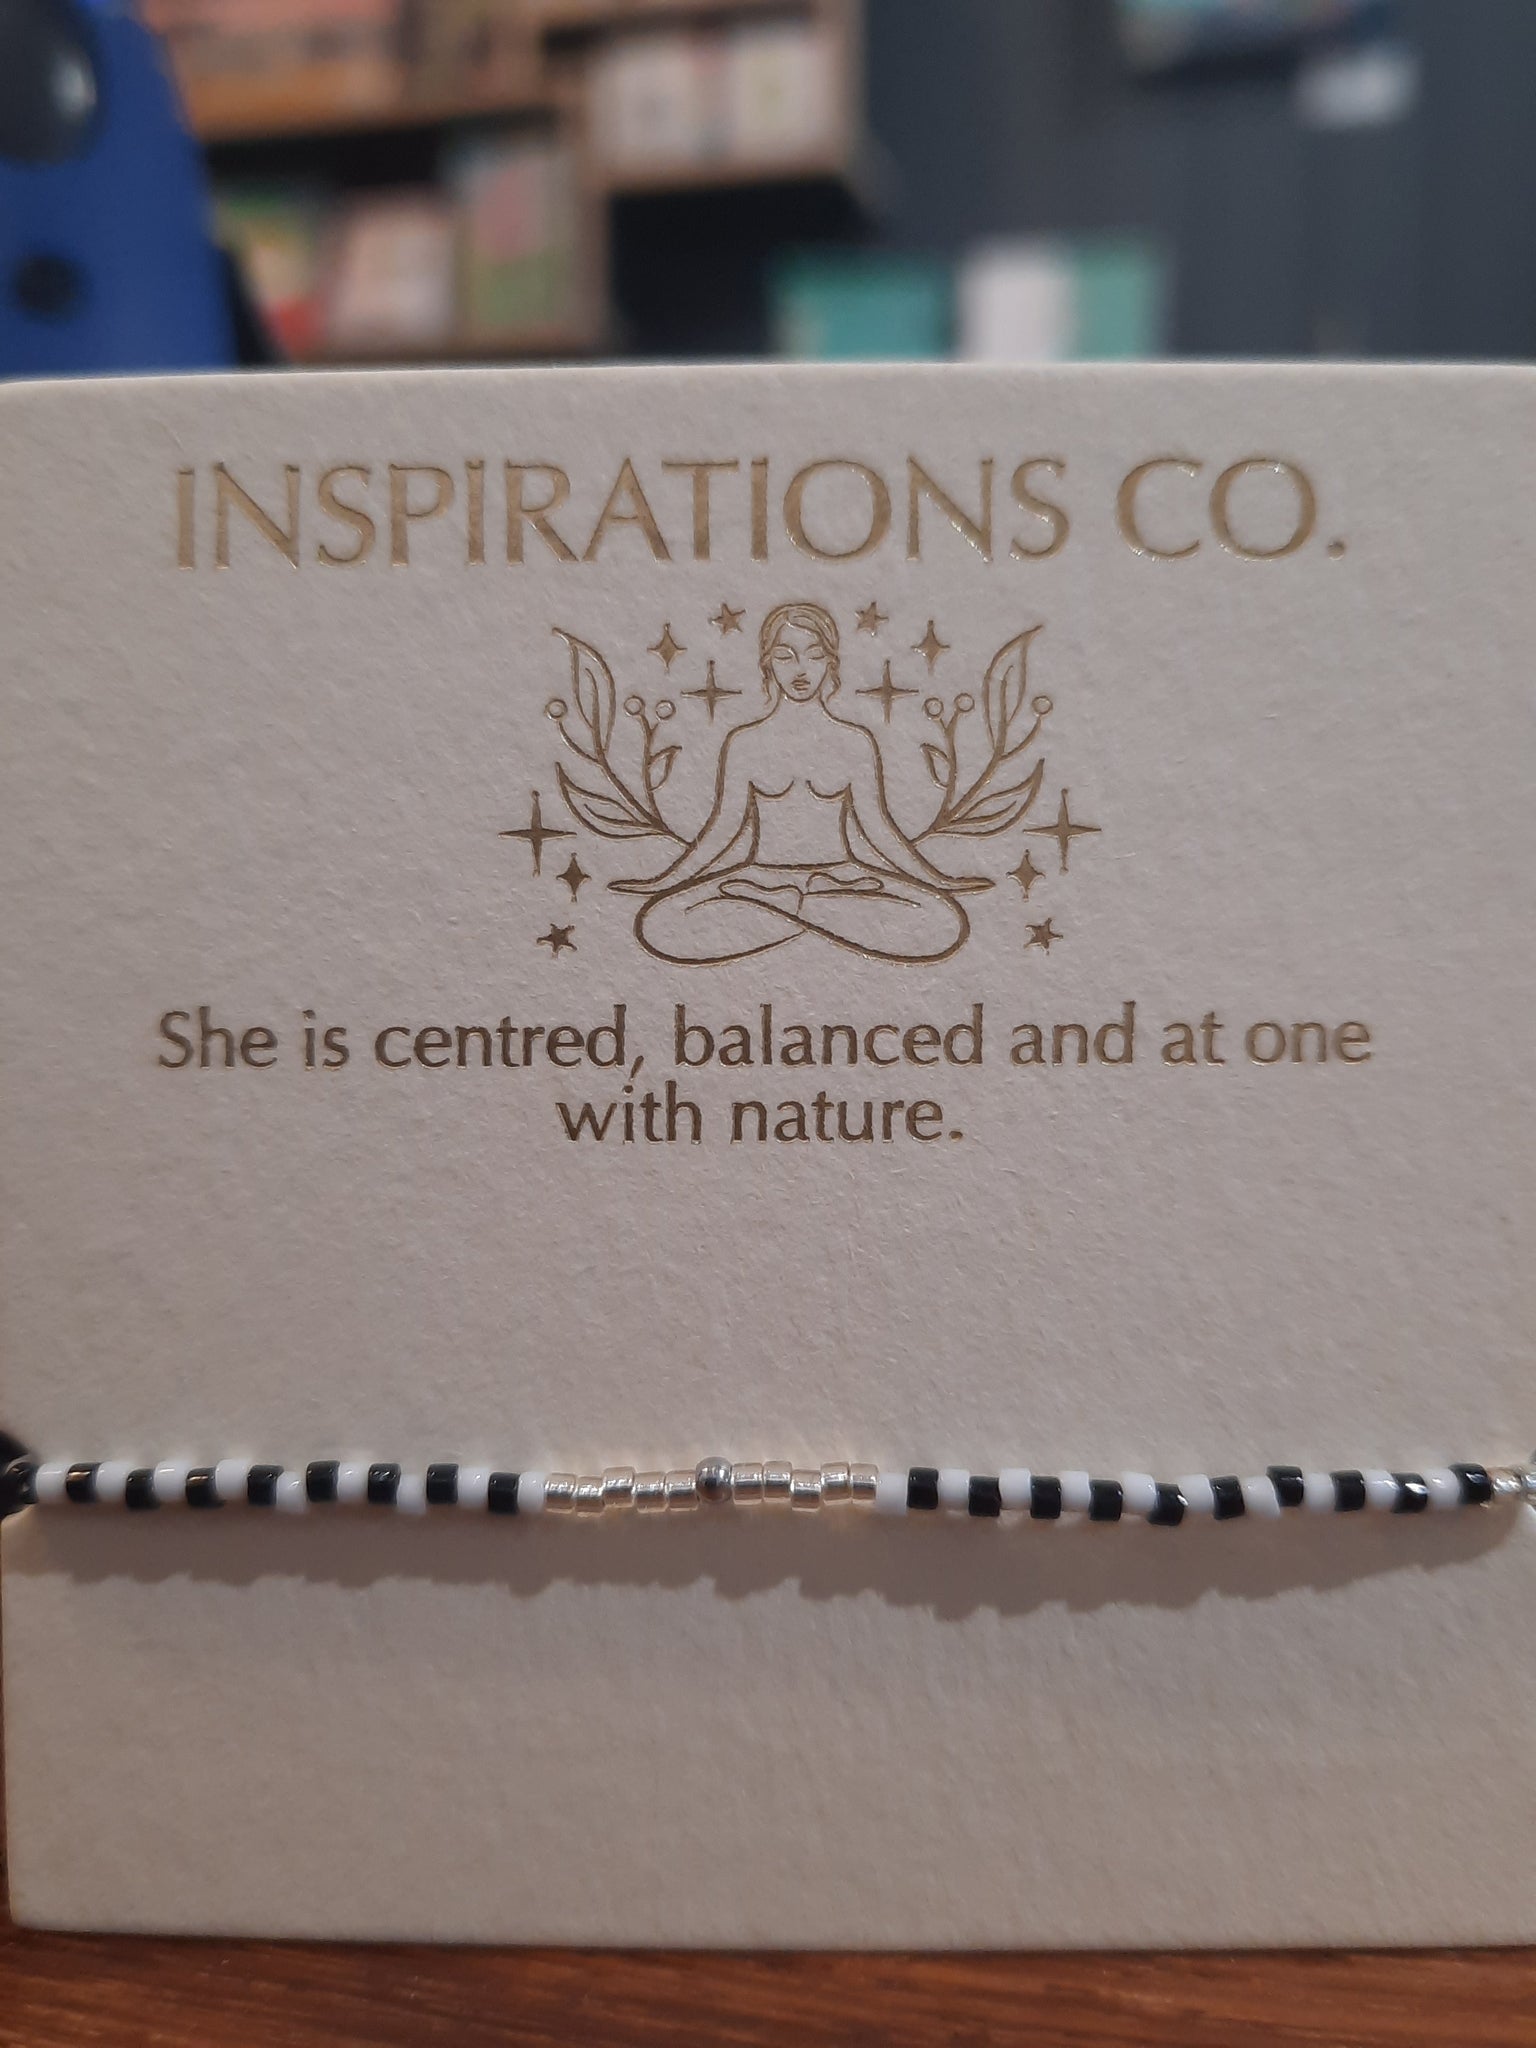 INSPIRATIONS CO.
She is centred, balanced and at one
with nature.